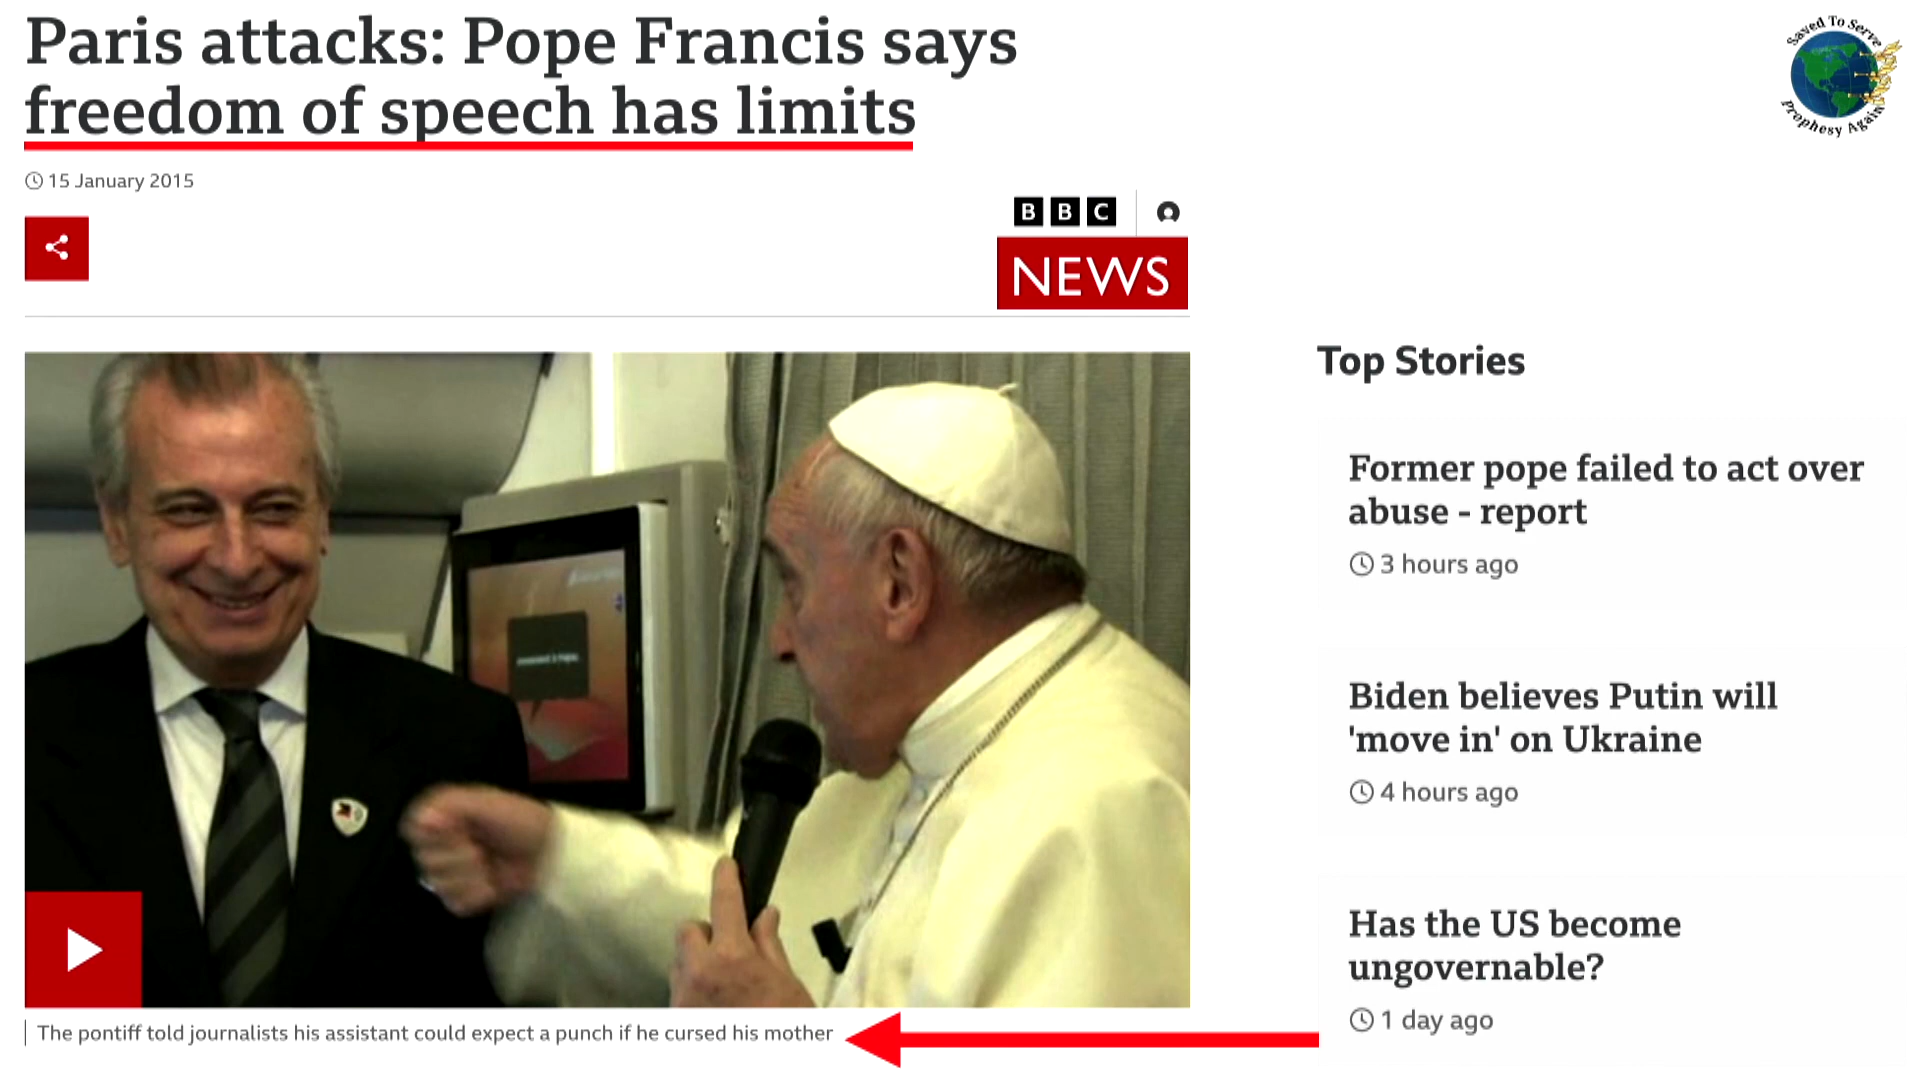 Paris attacks: Pope Francis says
freedom of speech has limits
15 January 2015
BBC
NEWS
Saved To Serve
Prophesy Again
The pontiff told journalists his assistant could expect a punch if he cursed his mother
Top Stories
Former pope failed to act over
abuse - report
3 hours ago
Biden believes Putin will
'move in' on Ukraine
4 hours ago
Has the US become
ungovernable?
1 day ago